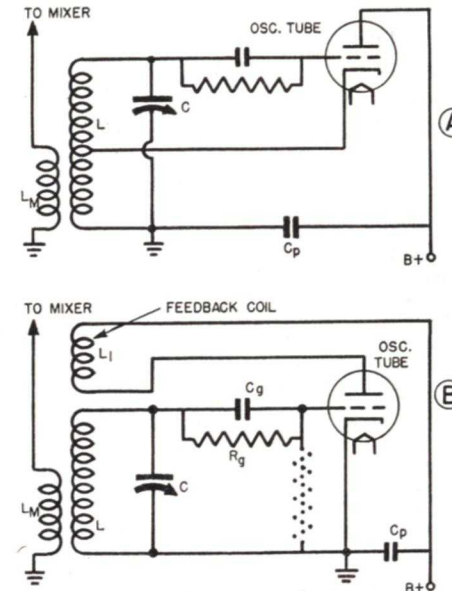 TO MIXER
OSC. TUBE
L
C
A
LM
Cp
B+
TO MIXER
FEEDBACK COIL
L1
OSC.
TUBE
Cg
B
Rg
C
LM
L
Cp
B+